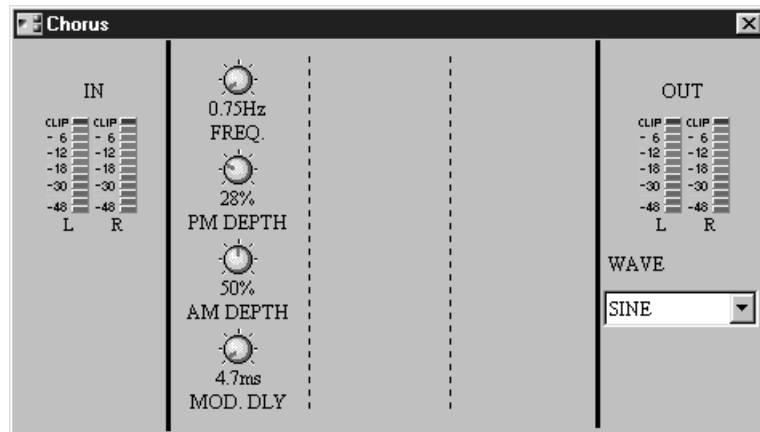 Chorus
IN
CLIP CLIP
- 6 - 6
-12 -12
-18 -18
-30 -30
-48 -48
L R
0.75Hz
FREQ.
28%
PM DEPTH
50%
AM DEPTH
4.7ms
MOD. DLY
OUT
CLIP CLIP
- 6 - 6
-12 -12
-18 -18
-30 -30
-48 -48
L R
WAVE
SINE